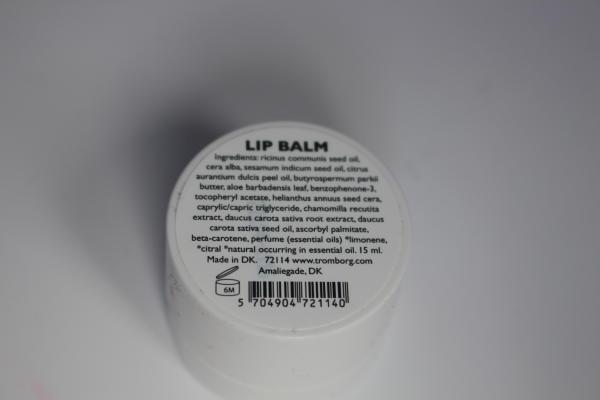 LIP BALM
Ingredienta: ricinus communis seed oil,
cera alba, sesamum indicum seed oil, citrus
aurantium dulcis peel oil, butyrospermum parkii
butter, aloe barbadensis leaf, benzophenone-3,
tocopheryl acetate, helianthus annuus seed cera,
caprylic/capric triglyceride, chamomilla recutita
extract, daucus carota sativa root extract, daucus
carota sativa seed oil, ascorbyl palmitate,
beta-carotene, perfume (essential oils) *limonene,
*citral *natural occurring in essential oil. 15 ml.
Made in DK. 72114 www.tromborg.com
Amaliegade, DK
6M
5 704904 721140